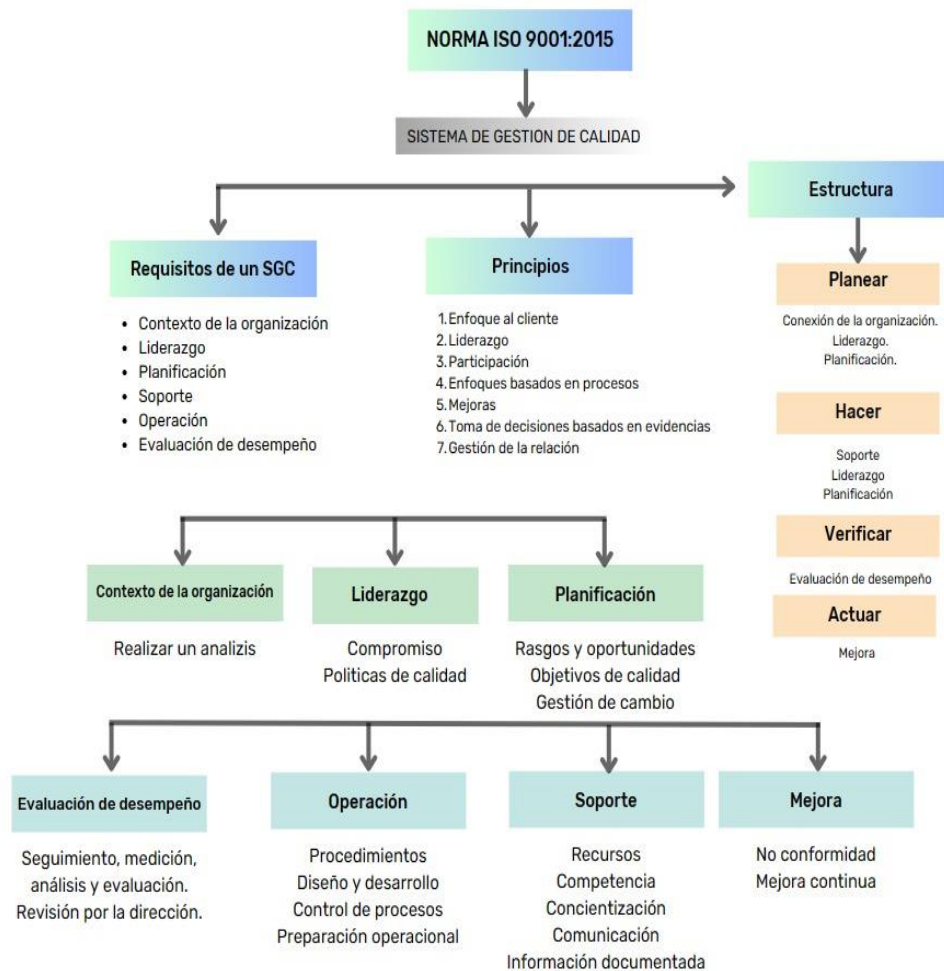 NORMA ISO 9001:2015
SISTEMA DE GESTION DE CALIDAD
Requisitos de un SGC
• Contexto de la organización
• Liderazgo
• Planificación
• Soporte
• Operación
• Evaluación de desempeño
Principios
1. Enfoque al cliente
2. Liderazgo
3. Participación
4. Enfoques basados en procesos
5. Mejoras
6. Toma de decisiones basados en evidencias
7. Gestión de la relación
Estructura
Planear
Conexión de la organización.
Liderazgo.
Planificación.
Hacer
Soporte
Liderazgo
Planificación
Verificar
Evaluación de desempeño
Actuar
Mejora
Contexto de la organización
Realizar un analizis
Liderazgo
Compromiso
Politicas de calidad
Planificación
Rasgos y oportunidades
Objetivos de calidad
Gestión de cambio
Evaluación de desempeño
Seguimiento, medición,
análisis y evaluación.
Revisión por la dirección.
Operación
Procedimientos
Diseño y desarrollo
Control de procesos
Preparación operacional
Soporte
Recursos
Competencia
Concientización
Comunicación
Información documentada
Mejora
No conformidad
Mejora continua